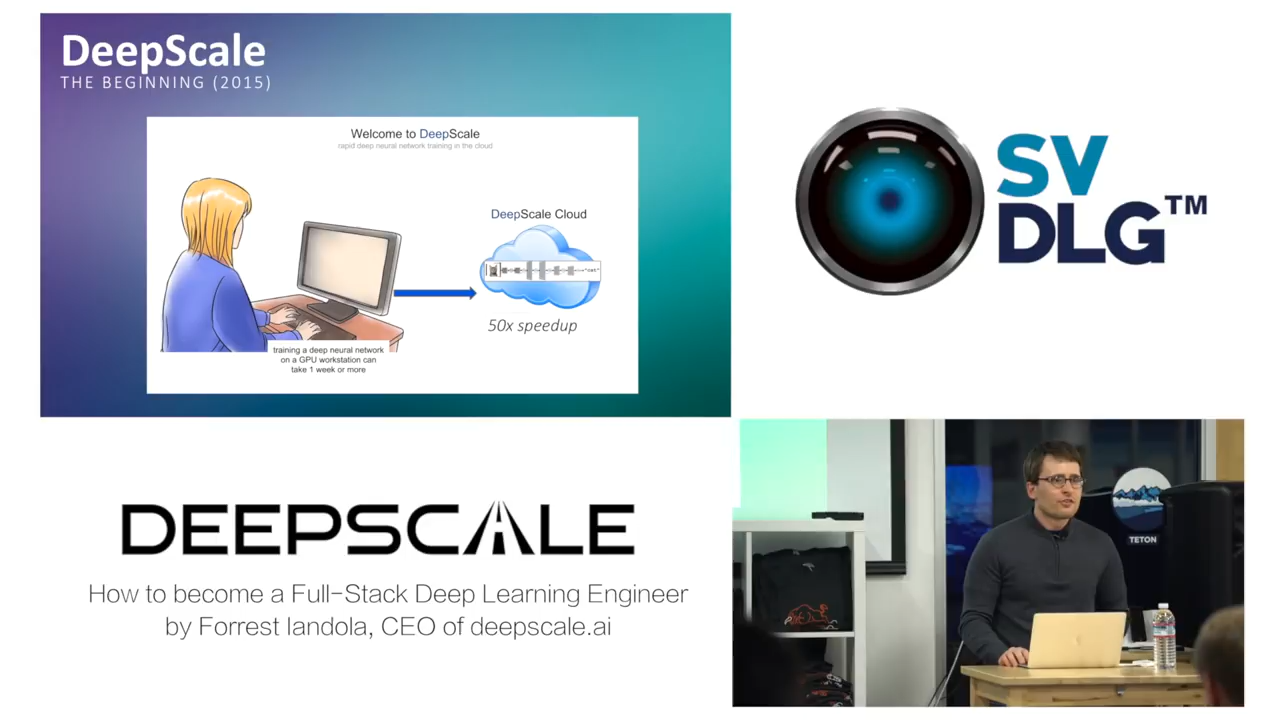 DeepScale
THE BEGINNING (2015)
Welcome to DeepScale
rapid deep neural network training in the cloud
DeepScale Cloud
"cat"
50x speedup
training a deep neural network
on a GPU workstation can
take 1 week or more
SV
DLG™
DEEPSCALE
How to become a Full-Stack Deep Learning Engineer
by Forrest Iandola, CEO of deepscale.ai
TETON